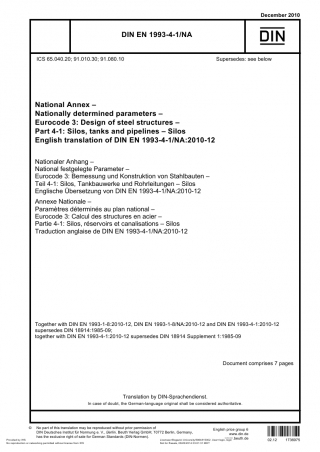 December 2010
DIN EN 1993-4-1/NA
DIN
ICS 65.040.20; 91.010.30; 91.080.10
Supersedes: see below
National Annex –
Nationally determined parameters –
Eurocode 3: Design of steel structures –
Part 4-1: Silos, tanks and pipelines – Silos
English translation of DIN EN 1993-4-1/NA:2010-12
Nationaler Anhang –
National festgelegte Parameter –
Eurocode 3: Bemessung und Konstruktion von Stahlbauten –
Teil 4-1: Silos, Tankbauwerke und Rohrleitungen – Silos
Englische Übersetzung von DIN EN 1993-4-1/NA:2010-12
Annexe Nationale –
Paramètres déterminés au plan national –
Eurocode 3: Calcul des structures en acier –
Partie 4-1: Silos, réservoirs et canalisations – Silos
Traduction anglaise de DIN EN 1993-4-1/NA:2010-12
Together with DIN EN 1993-1-8:2010-12, DIN EN 1993-1-8/NA:2010-12 and DIN EN 1993-4-1:2010-12
supersedes DIN 18914:1985-09;
together with DIN EN 1993-4-1:2010-12 supersedes DIN 18914 Supplement 1:1985-09
Document comprises 7 pages
Translation by DIN-Sprachendienst.
In case of doubt, the German-language original shall be considered authoritative.
© No part of this translation may be reproduced without prior permission of
DIN Deutsches Institut für Normung e. V., Berlin. Beuth Verlag GmbH, 10772 Berlin, Germany,
has the exclusive right of sale for German Standards (DIN-Normen).
English price group 6
www.din.de
www.beuth.de
02.12